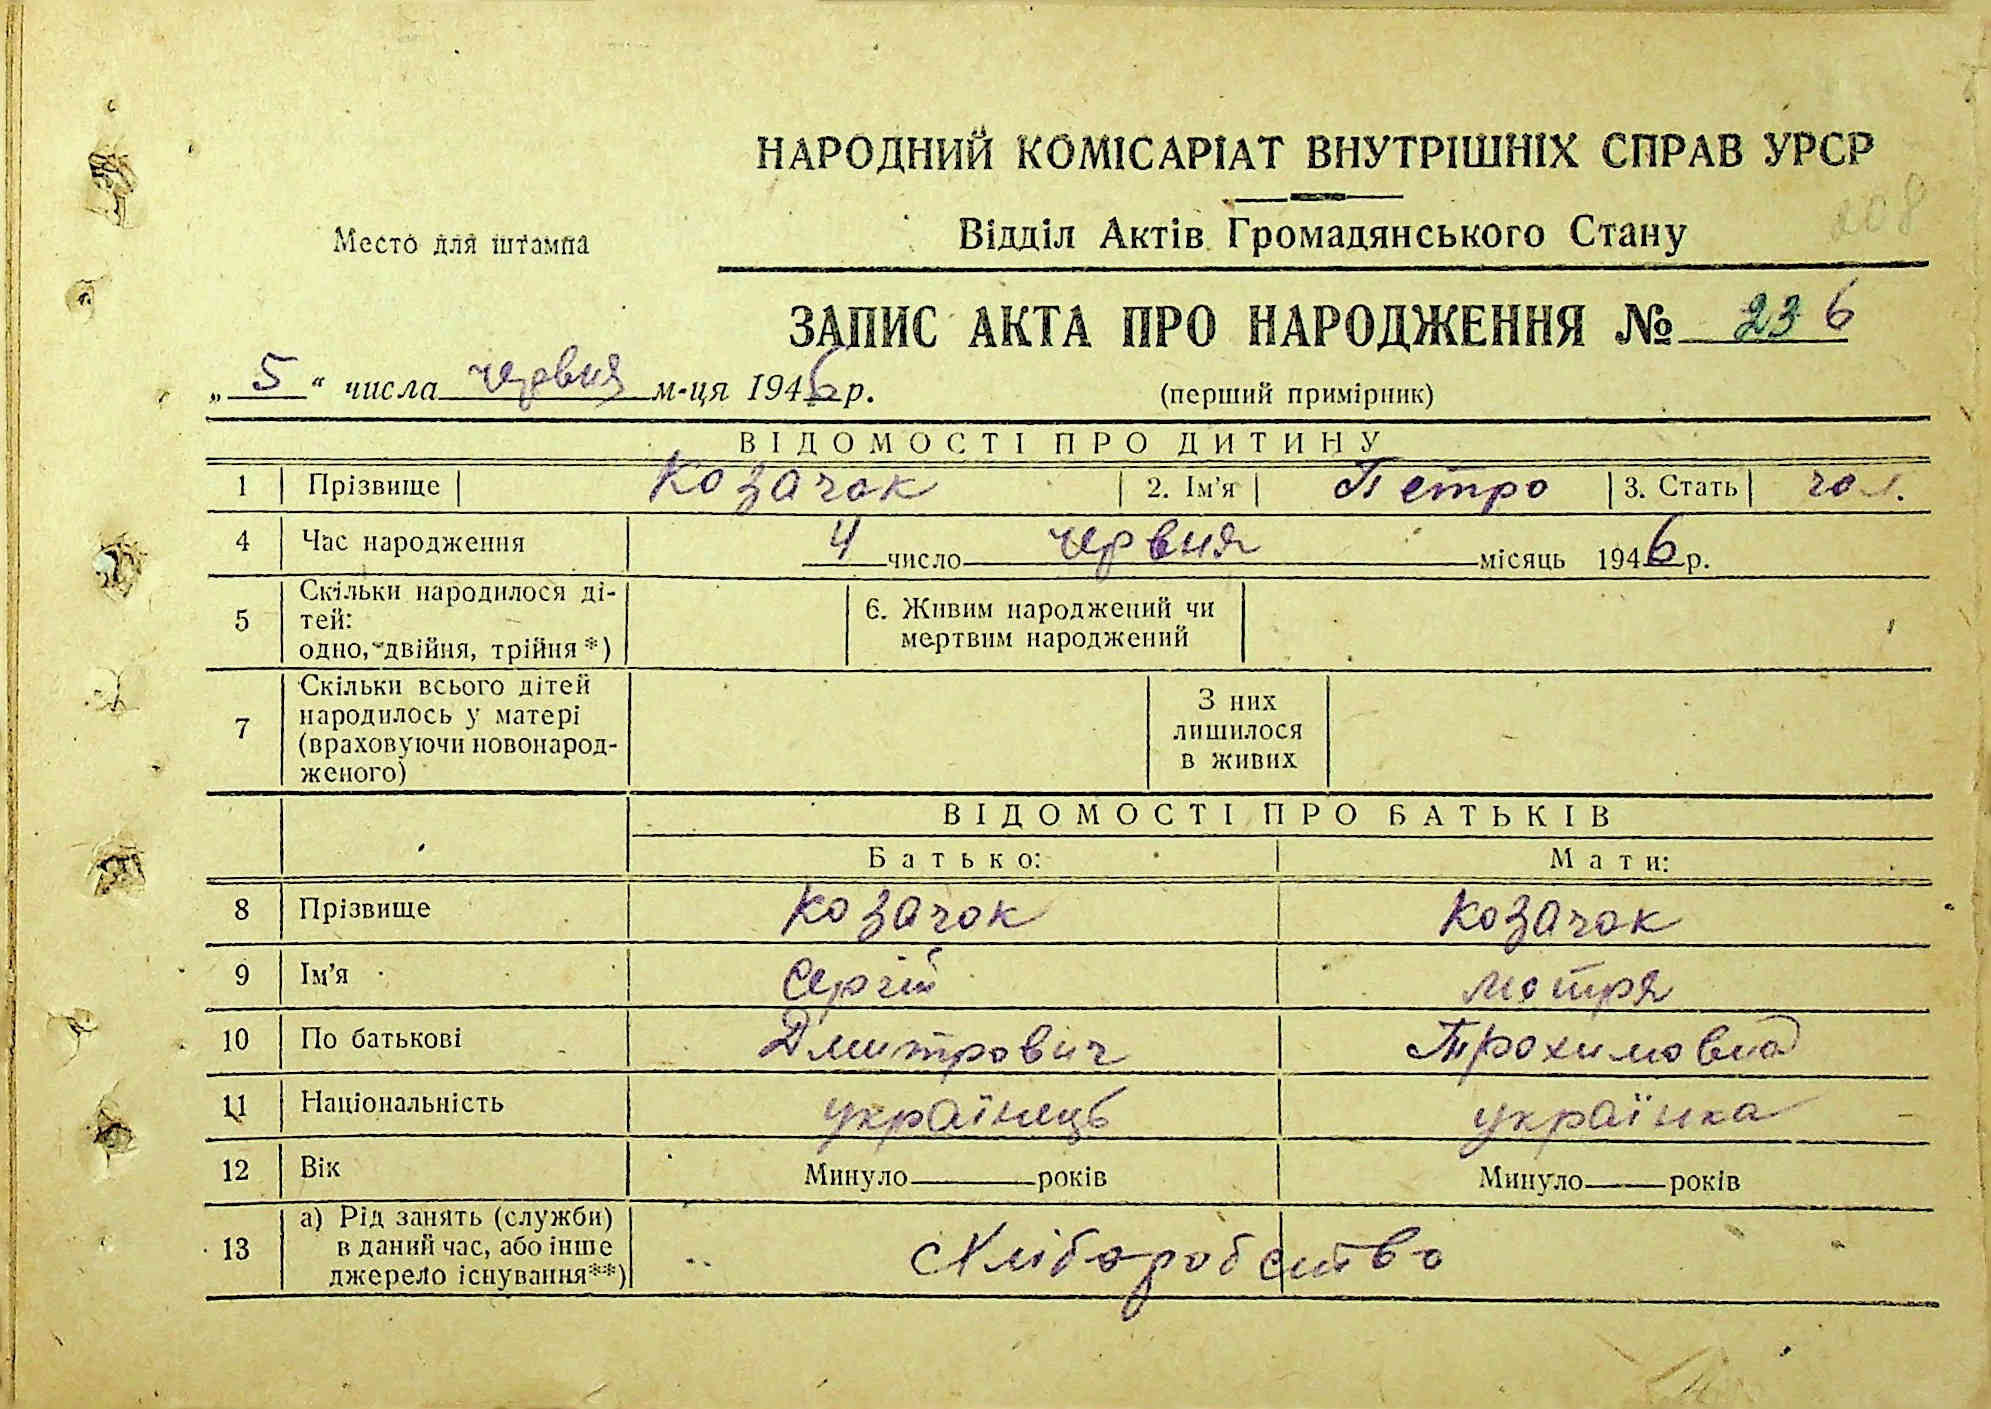 НАРОДНИЙ КОМІСАРІАТ ВНУТРІШНІХ СПРАВ УРСР
208
Место для штампа
Відділ Актів Громадянського Стану
ЗАПИС АКТА ПРО НАРОДЖЕННЯ № 236
„5“ числа червня м-ця 1946 р.
(перший примірник)
ВІДОМОСТІ ПРО ДИТИНУ
1 Прізвище Козачок 2. Ім'я Петро 3. Стать чол.
4 Час народження 4 число червня місяць 1946 р.
5 Скільки народилося ді-
тей:
одно, двійня, трійня *)
6. Живим народжений чи
мертвим народжений
7 Скільки всього дітей
народилось у матері
(враховуючи новонарод-
женого)
З них
лишилося
в живих
ВІДОМОСТІ ПРО БАТЬКІВ
Батько: Мати:
8 Прізвище Козачок Козачок
9 Ім'я Сергій Мотря
10 По батькові Дмитрович Трохимовна
11 Національність українець українка
12 Вік Минуло років Минуло років
13 а) Рід занять (служби)
в даний час, або інше
джерело існування**)
Хліборобство